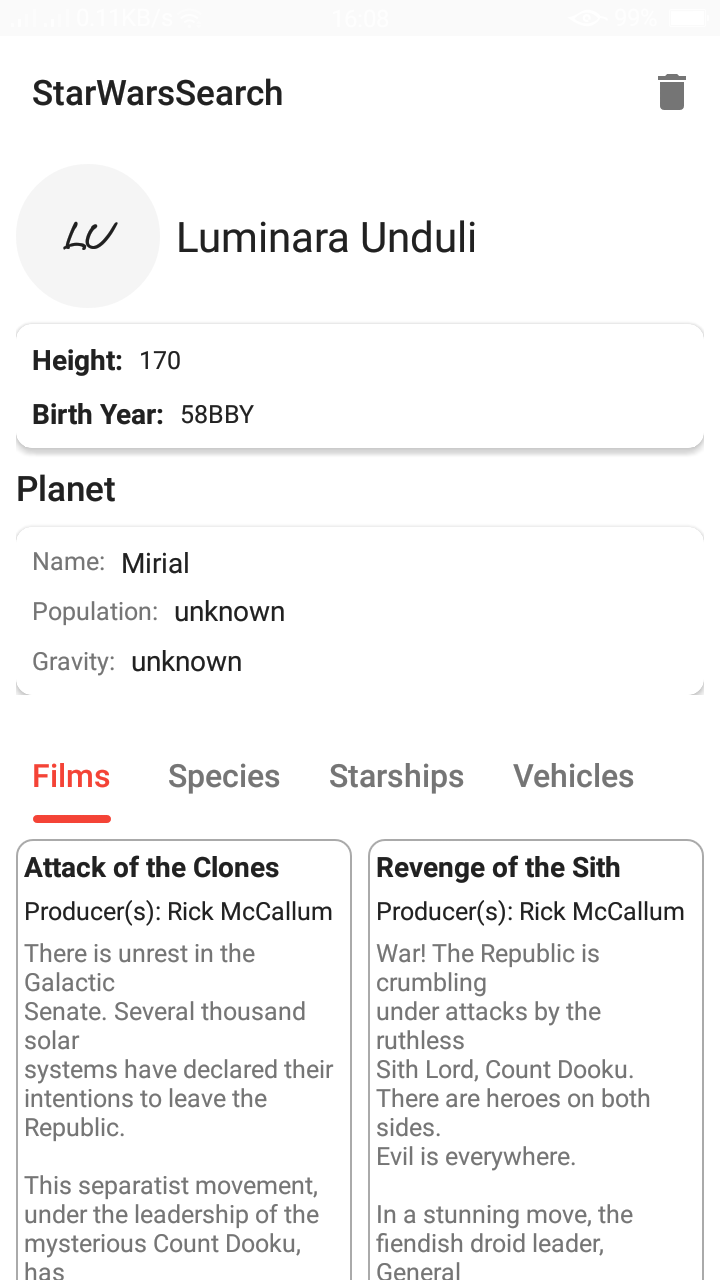 0.11KB/s 16:08 99%
StarWarsSearch
LU
Luminara Unduli
Height: 170
Birth Year: 58BBY
Planet
Name: Mirial
Population: unknown
Gravity: unknown
Films Species Starships Vehicles
Attack of the Clones
Producer(s): Rick McCallum
There is unrest in the
Galactic
Senate. Several thousand
solar
systems have declared their
intentions to leave the
Republic.
This separatist movement,
under the leadership of the
mysterious Count Dooku,
has
Revenge of the Sith
Producer(s): Rick McCallum
War! The Republic is
crumbling
under attacks by the
ruthless
Sith Lord, Count Dooku.
There are heroes on both
sides.
Evil is everywhere.
In a stunning move, the
fiendish droid leader,
General